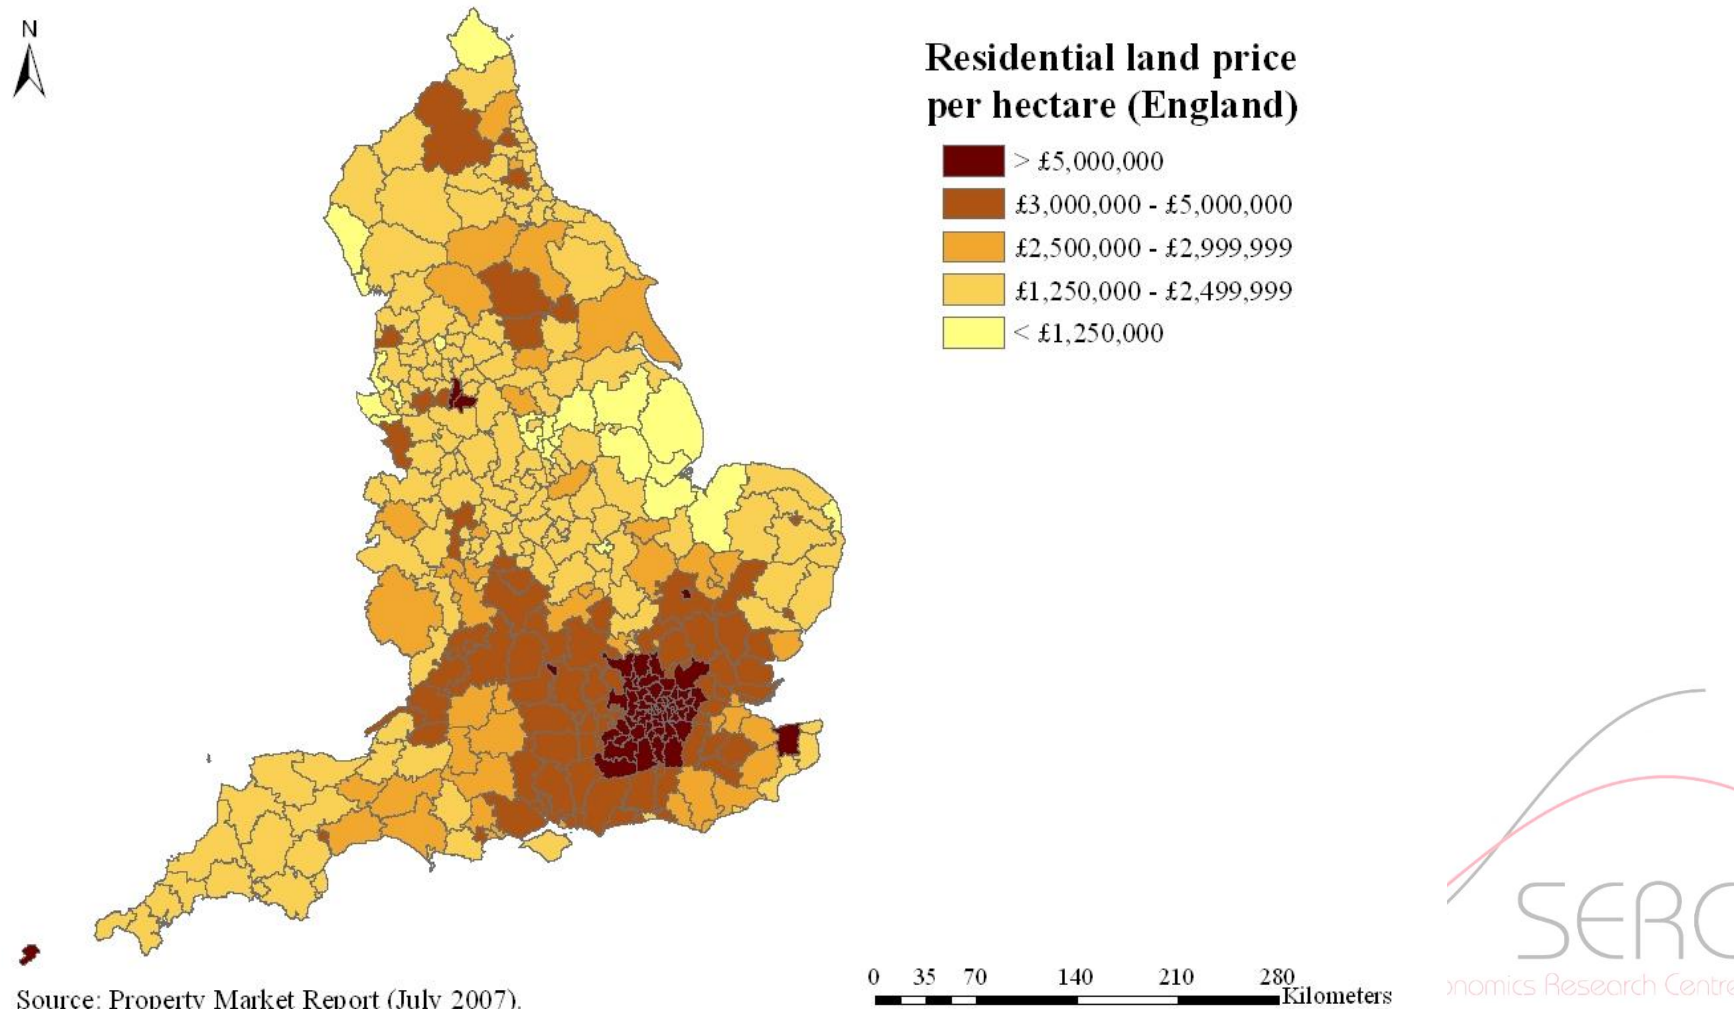 N
Residential land price
per hectare (England)
> £5,000,000
£3,000,000 - £5,000,000
£2,500,000 - £2,999,999
£1,250,000 - £2,499,999
< £1,250,000
SERC
onomics Research Centre
0 35 70 140 210 280
Kilometers
Source: Property Market Report (July 2007).